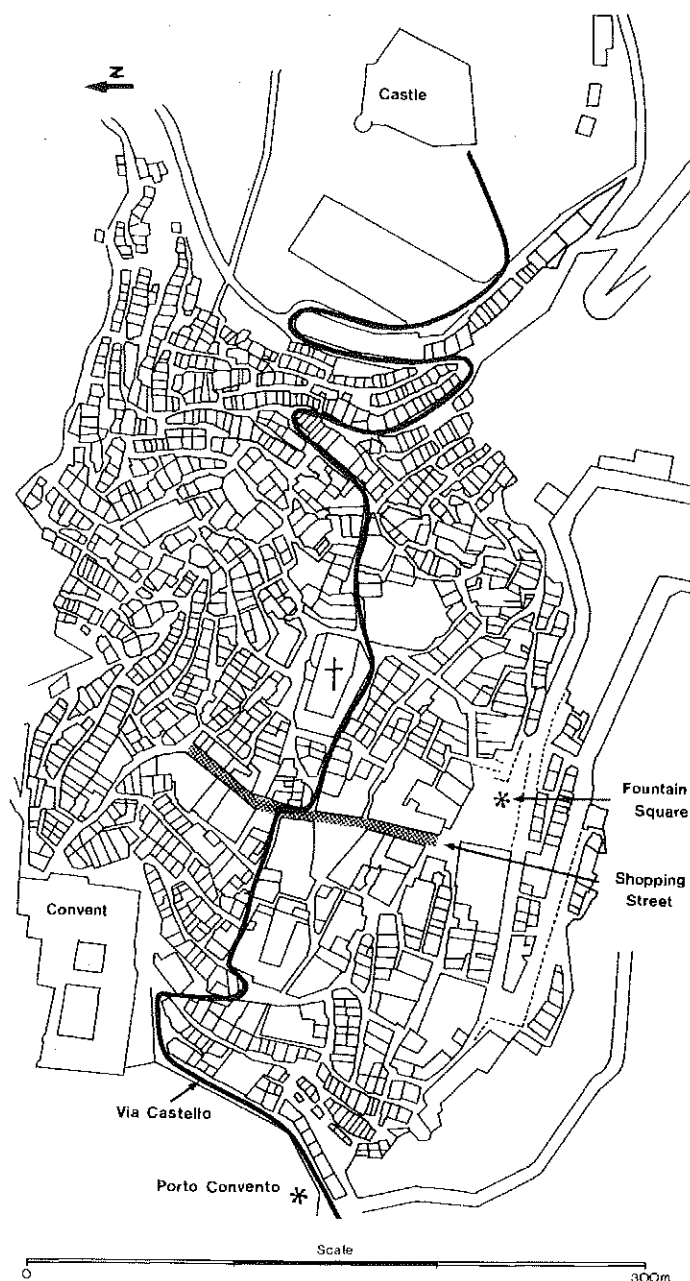 N
Castle
Fountain
Square
Shopping
Street
Convent
Via Castello
Porto Convento
Scale
0
300m